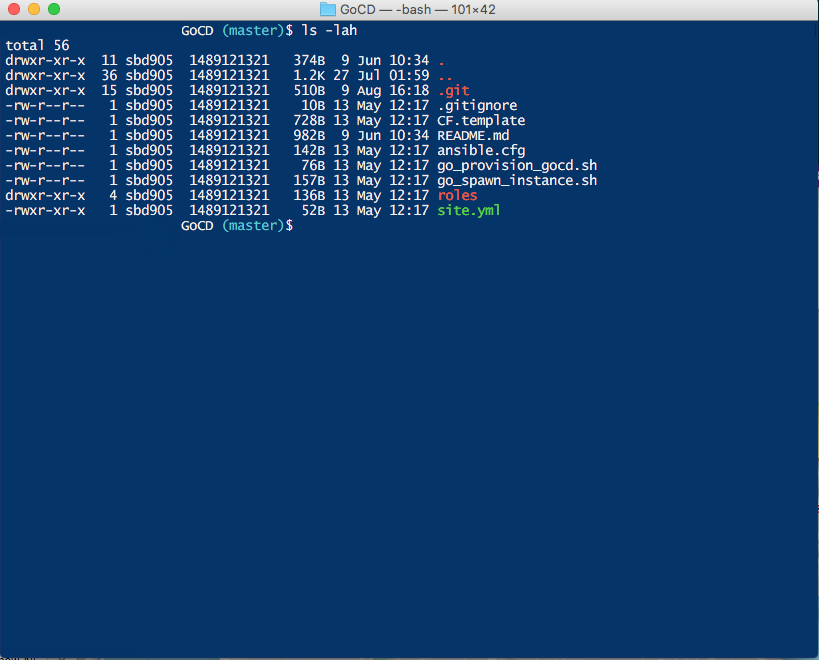 GoCD — -bash — 101×42
GoCD (master)$ ls -lah
total 56
drwxr-xr-x  11 sbd905  1489121321   374B  9 Jun 10:34 .
drwxr-xr-x  36 sbd905  1489121321   1.2K 27 Jul 01:59 ..
drwxr-xr-x  15 sbd905  1489121321   510B  9 Aug 16:18 .git
-rw-r--r--   1 sbd905  1489121321    10B 13 May 12:17 .gitignore
-rw-r--r--   1 sbd905  1489121321   728B 13 May 12:17 CF.template
-rw-r--r--   1 sbd905  1489121321   982B  9 Jun 10:34 README.md
-rw-r--r--   1 sbd905  1489121321   142B 13 May 12:17 ansible.cfg
-rw-r--r--   1 sbd905  1489121321    76B 13 May 12:17 go_provision_gocd.sh
-rw-r--r--   1 sbd905  1489121321   157B 13 May 12:17 go_spawn_instance.sh
drwxr-xr-x   4 sbd905  1489121321   136B 13 May 12:17 roles
-rwxr-xr-x   1 sbd905  1489121321    52B 13 May 12:17 site.yml
GoCD (master)$